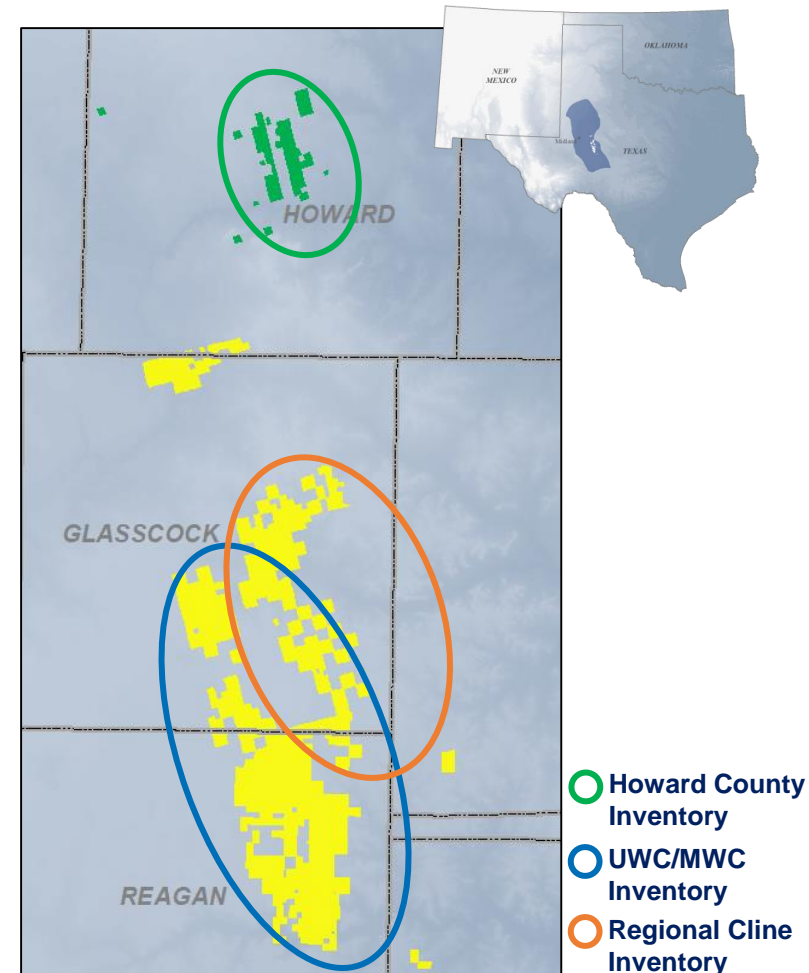 OKLAHOMA
NEW
MEXICO
Midland
TEXAS
HOWARD
GLASSCOCK
REAGAN
Howard County
Inventory
UWC/MWC
Inventory
Regional Cline
Inventory